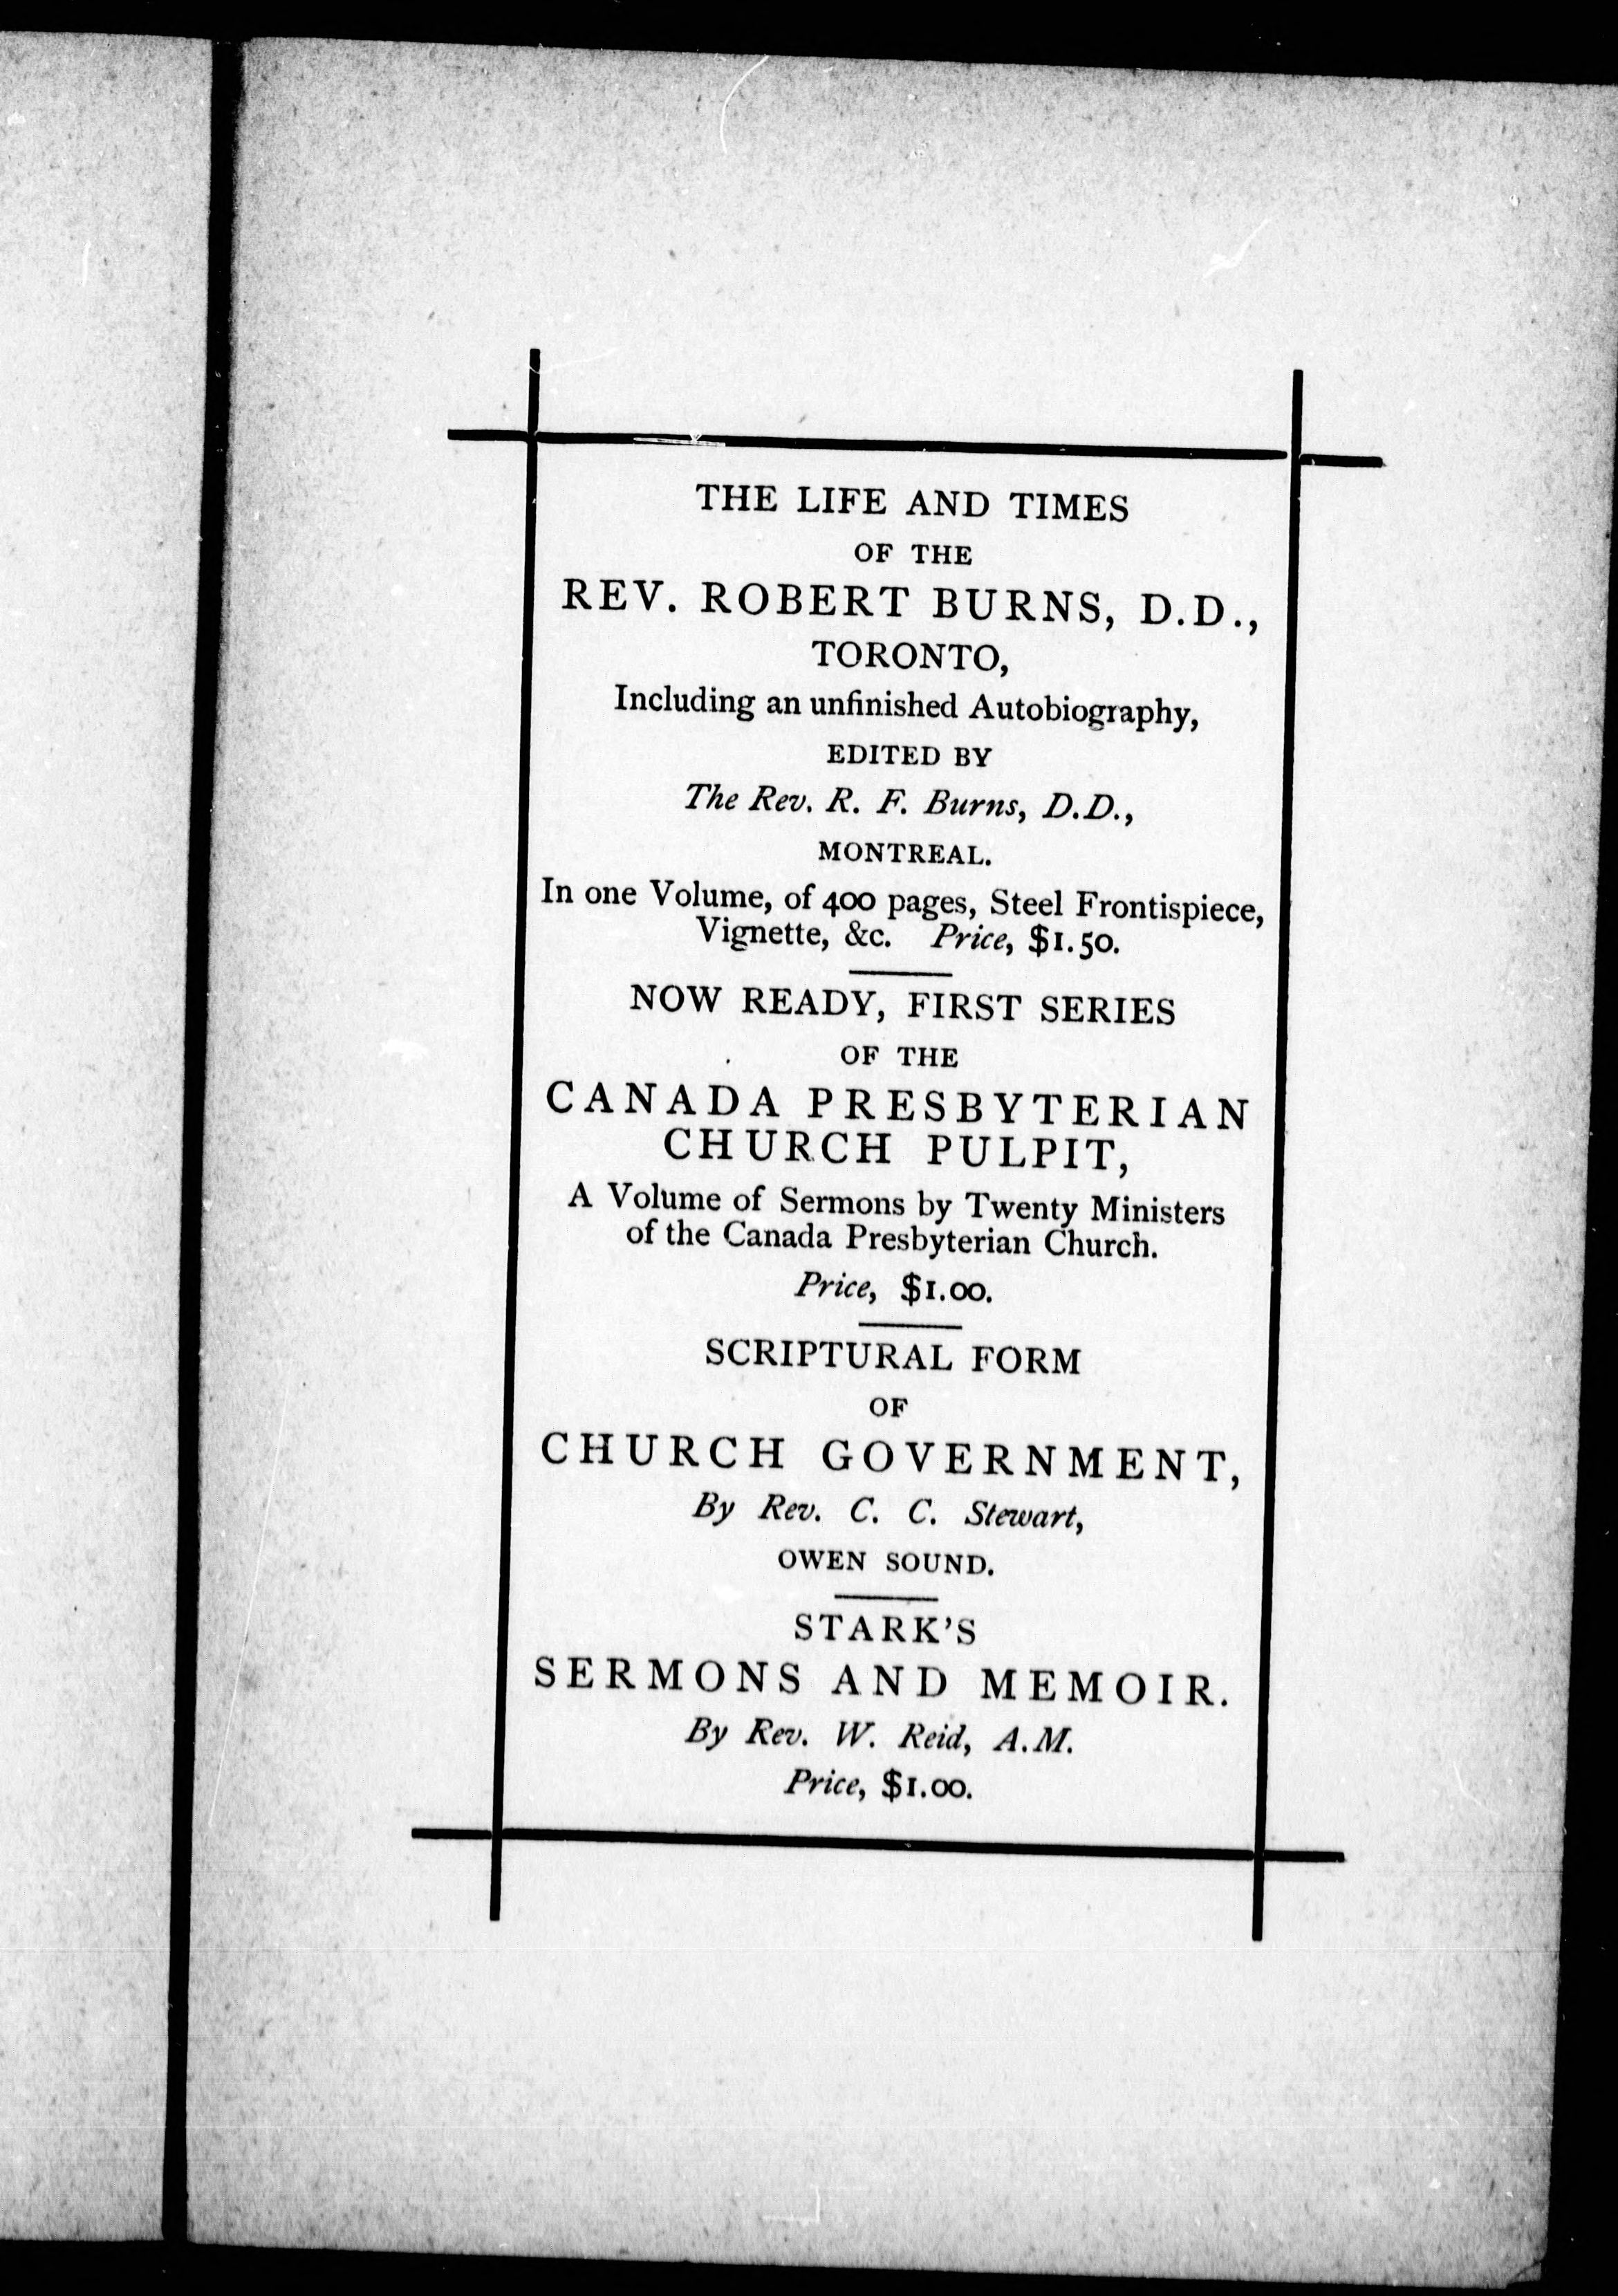 THE LIFE AND TIMES
OF THE
REV. ROBERT BURNS, D.D.,
TORONTO,
Including an unfinished Autobiography,
EDITED BY
The Rev. R. F. Burns, D.D.,
MONTREAL.
In one Volume, of 400 pages, Steel Frontispiece,
Vignette, &c. Price, $1.50.
NOW READY, FIRST SERIES
OF THE
CANADA PRESBYTERIAN
CHURCH PULPIT,
A Volume of Sermons by Twenty Ministers
of the Canada Presbyterian Church.
Price, $1.00.
SCRIPTURAL FORM
OF
CHURCH GOVERNMENT,
By Rev. C. C. Stewart,
OWEN SOUND.
STARK'S
SERMONS AND MEMOIR.
By Rev. W. Reid, A.M.
Price, $1.00.